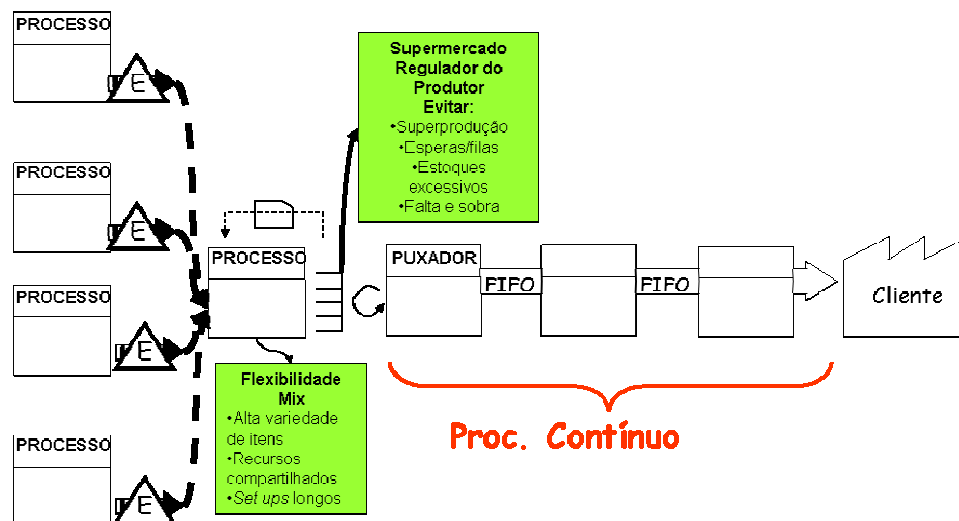 PROCESSO
E
Supermercado
Regulador do
Produtor
Evitar:
•Superprodução
•Esperas/filas
•Estoques
excessivos
•Falta e sobra
PROCESSO
E
PROCESSO
PUXADOR
FIFO
FIFO
Cliente
PROCESSO
E
Flexibilidade
Mix
•Alta variedade
de itens
•Recursos
compartilhados
•Set ups longos
Proc. Contínuo
PROCESSO
E